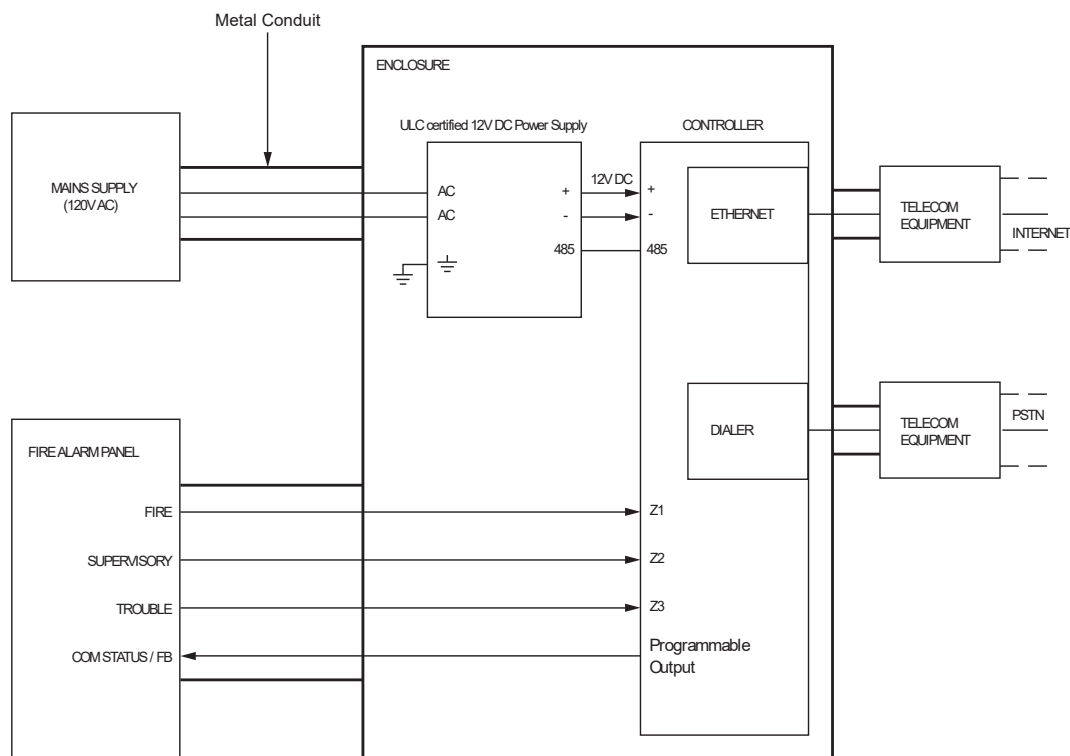 Metal Conduit
ENCLOSURE
ULC certified 12V DC Power Supply
CONTROLLER
MAINS SUPPLY
(120V AC)
AC
AC
+
-
485
12V DC
+
-
485
ETHERNET
TELECOM
EQUIPMENT
INTERNET
DIALER
TELECOM
EQUIPMENT
PSTN
FIRE ALARM PANEL
FIRE
Z1
SUPERVISORY
Z2
TROUBLE
Z3
COM STATUS / FB
Programmable
Output